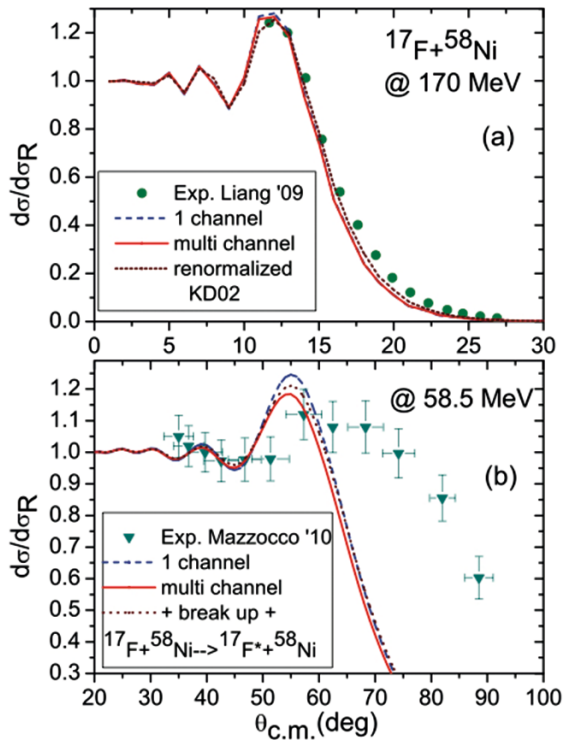 ¹⁷F+⁵⁸Ni
@ 170 MeV
(a)
dσ/dσR
1.2
1.0
0.8
0.6
0.4
0.2
0.0
Exp. Liang '09
1 channel
multi channel
renormalized
KD02
0 5 10 15 20 25 30
@ 58.5 MeV
(b)
dσ/dσR
1.2
1.1
1.0
0.9
0.8
0.7
0.6
0.5
0.4
0.3
Exp. Mazzocco '10
1 channel
multi channel
+ break up +
¹⁷F+⁵⁸Ni-->¹⁷F*+⁵⁸Ni
20 30 40 50 60 70 80 90 100
θc.m.(deg)